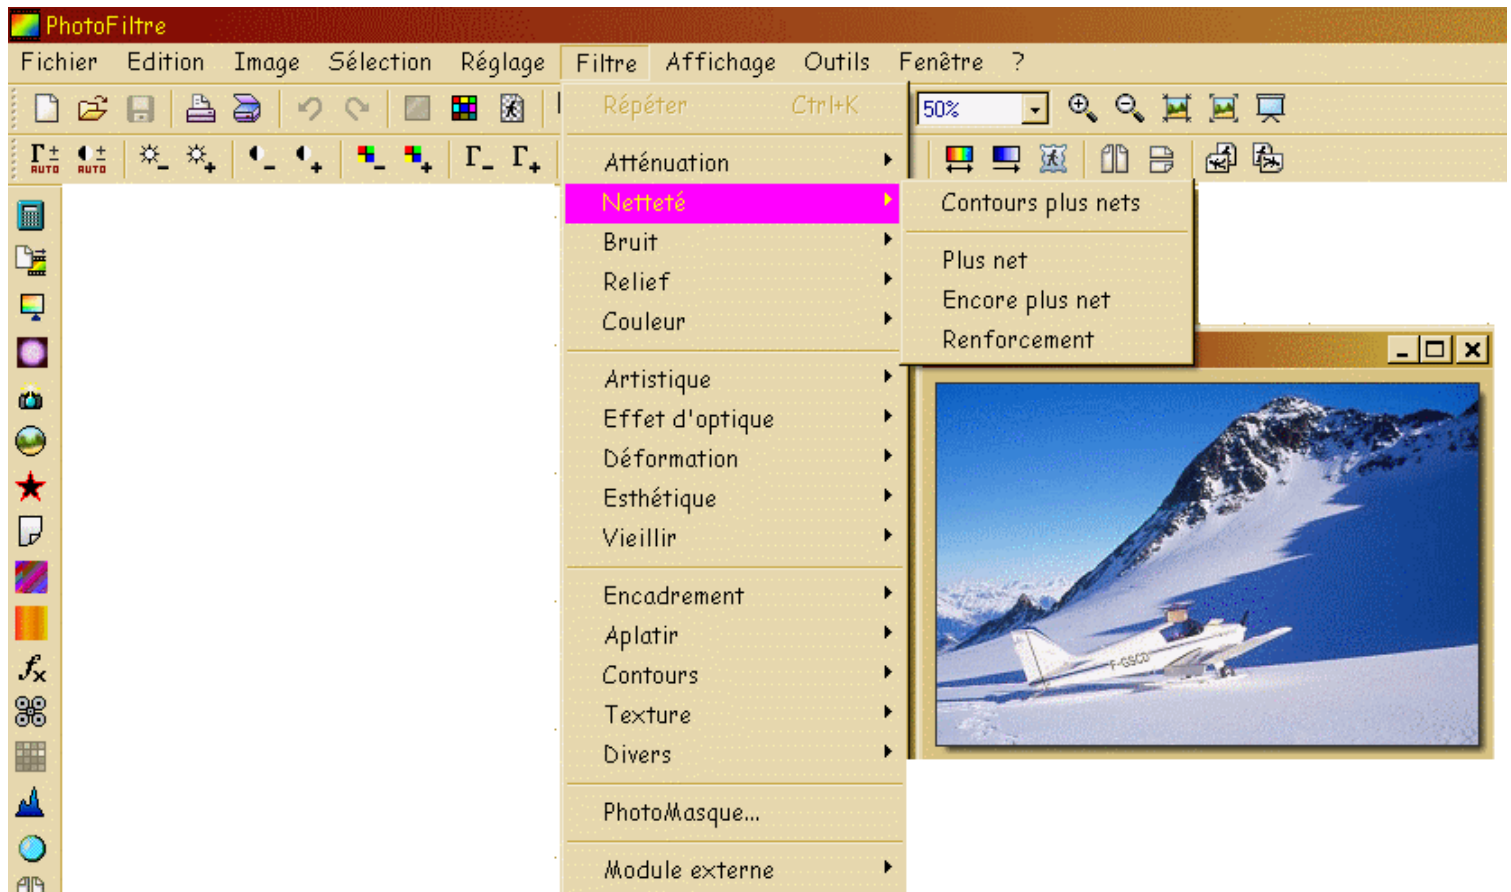 PhotoFiltre
Fichier Edition Image Sélection Réglage Filtre Affichage Outils Fenêtre ?
Répéter Ctrl+K
50%
AUTO AUTO
Atténuation
Netteté
Contours plus nets
Bruit
Plus net
Relief
Encore plus net
Couleur
Renforcement
Artistique
Effet d'optique
Déformation
Esthétique
Vieillir
Encadrement
Aplatir
F-GSCD
Contours
Texture
Divers
PhotoMasque...
Module externe